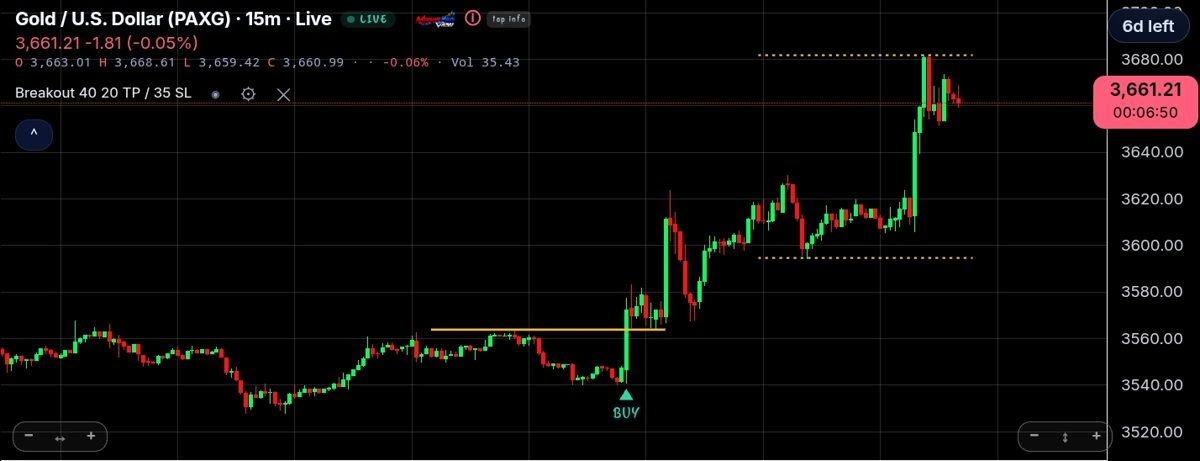 Gold / U.S. Dollar (PAXG) · 15m · Live LIVE tap info
3,661.21 -1.81 (-0.05%)
O 3,663.01 H 3,668.61 L 3,659.42 C 3,660.99 · · -0.06% · Vol 35.43
Breakout 40 20 TP / 35 SL
^
6d left
3680.00
3,661.21
00:06:50
3640.00
3620.00
3600.00
3580.00
3560.00
3540.00
3520.00
BUY
− ↔ +
− ↕ +